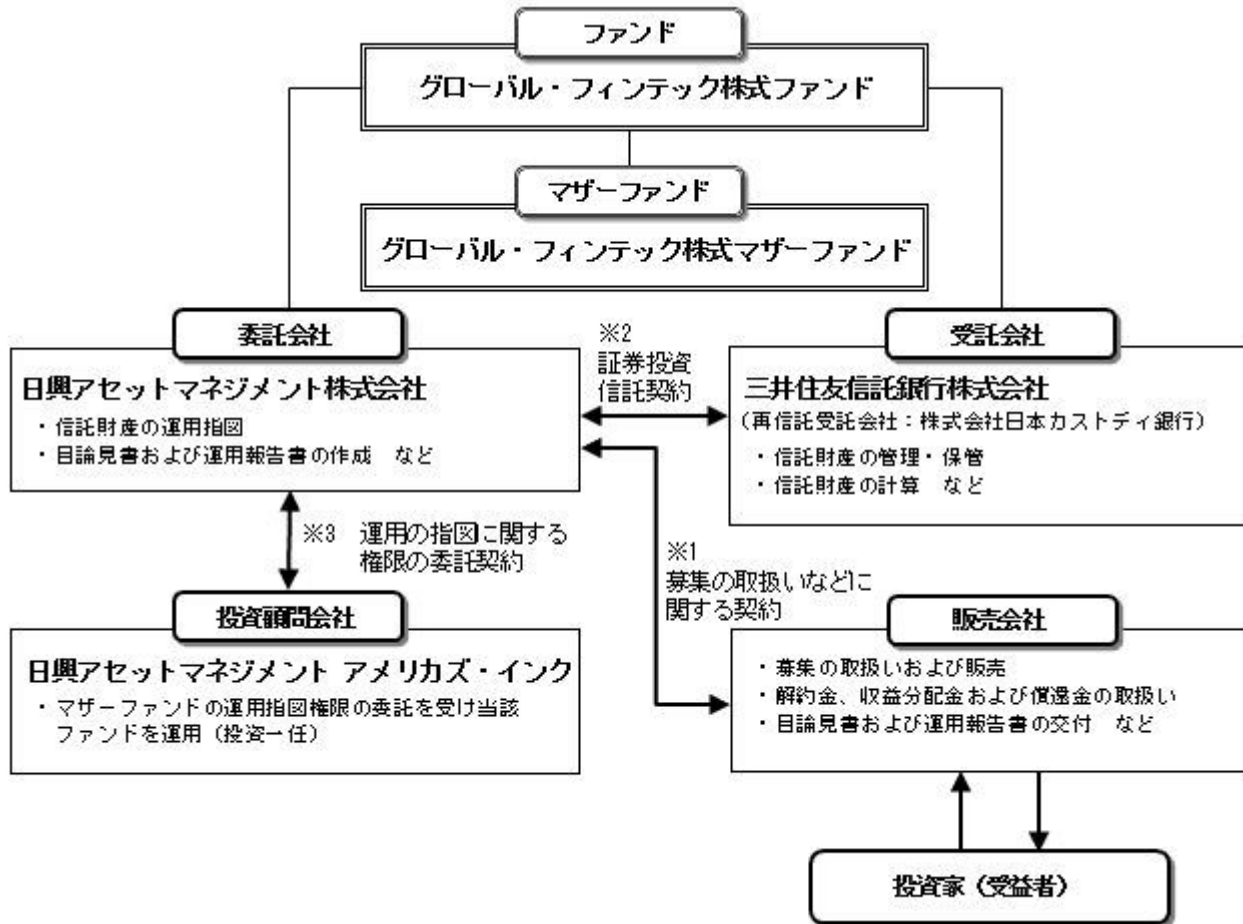 ファンド
グローバル・フィンテック株式ファンド
マザーファンド
グローバル・フィンテック株式マザーファンド
委託会社
日興アセットマネジメント株式会社
・信託財産の運用指図
・目論見書および運用報告書の作成　など
※2
証券投資
信託契約
受託会社
三井住友信託銀行株式会社
（再信託受託会社：株式会社日本カストディ銀行）
・信託財産の管理・保管
・信託財産の計算　など
※3　運用の指図に関する
権限の委託契約
※1
募集の取扱いなどに
関する契約
投資顧問会社
日興アセットマネジメント アメリカズ・インク
・マザーファンドの運用指図権限の委託を受け当該
ファンドを運用（投資一任）
販売会社
・募集の取扱いおよび販売
・解約金、収益分配金および償還金の取扱い
・目論見書および運用報告書の交付　など
投資家（受益者）